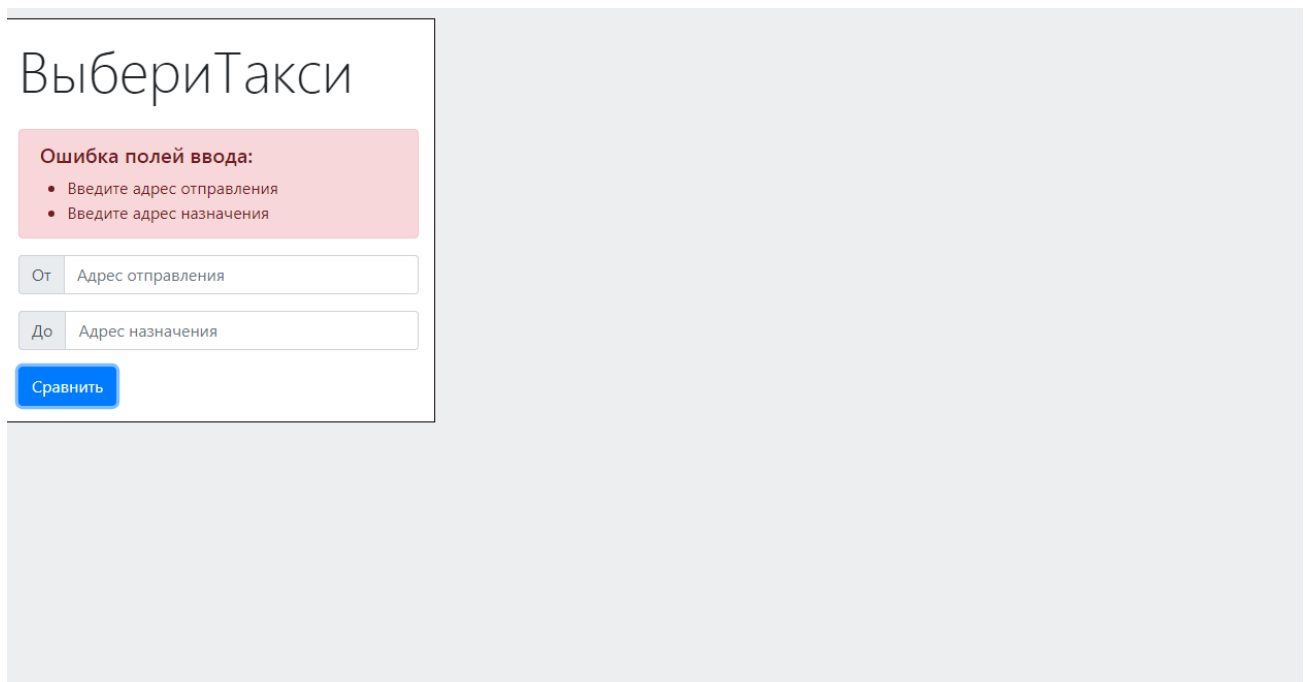 ВыбериТакси
Ошибка полей ввода:
Введите адрес отправления
Введите адрес назначения
От Адрес отправления
До Адрес назначения
Сравнить